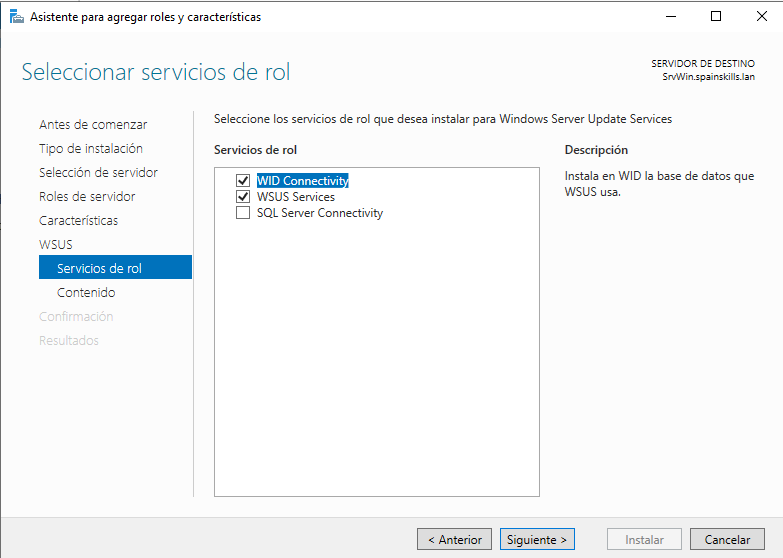 Asistente para agregar roles y características
Seleccionar servicios de rol
SERVIDOR DE DESTINO
SrvWin.spainskills.lan
Antes de comenzar
Tipo de instalación
Selección de servidor
Roles de servidor
Características
WSUS
Servicios de rol
Contenido
Confirmación
Resultados
Seleccione los servicios de rol que desea instalar para Windows Server Update Services
Servicios de rol
WID Connectivity
WSUS Services
SQL Server Connectivity
Descripción
Instala en WID la base de datos que
WSUS usa.
< Anterior
Siguiente >
Instalar
Cancelar